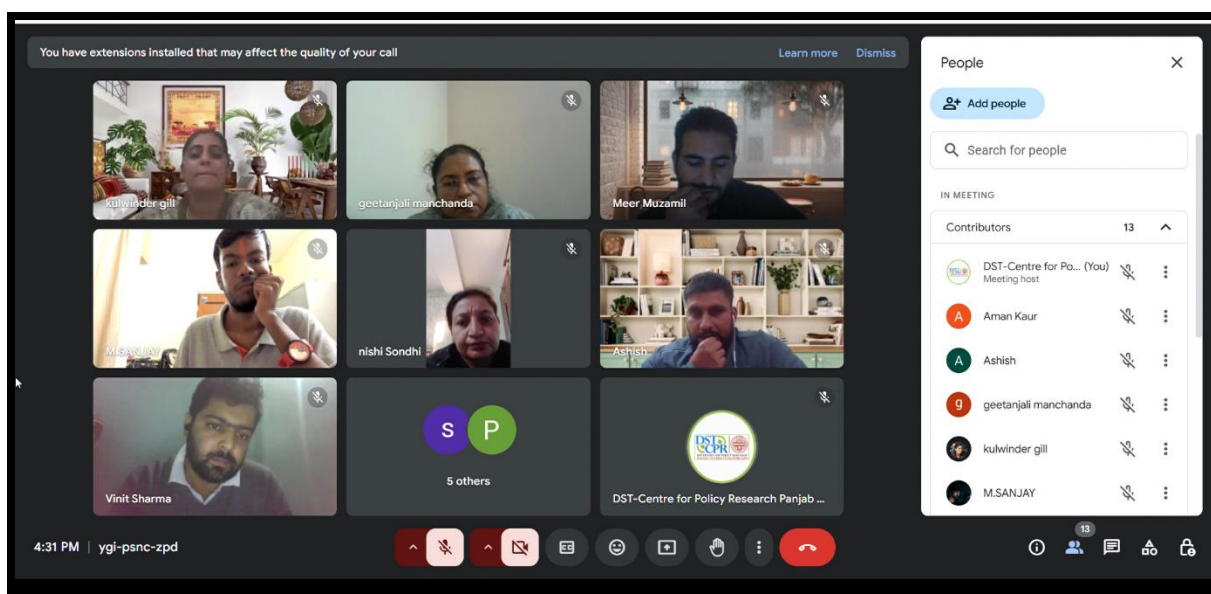 You have extensions installed that may affect the quality of your call
Learn more
Dismiss
kulwinder gill
geetanjali manchanda
Meer Muzamil
M.SANJAY
nishi Sondhi
Ashish
Vinit Sharma
s P
5 others
DST
CPR
DST-Centre for Policy Research Panjab ...
4:31 PM | ygi-psnc-zpd
People
Add people
Search for people
IN MEETING
Contributors 13
DST-Centre for Po... (You)
Meeting host
A Aman Kaur
A Ashish
g geetanjali manchanda
kulwinder gill
M.SANJAY
13